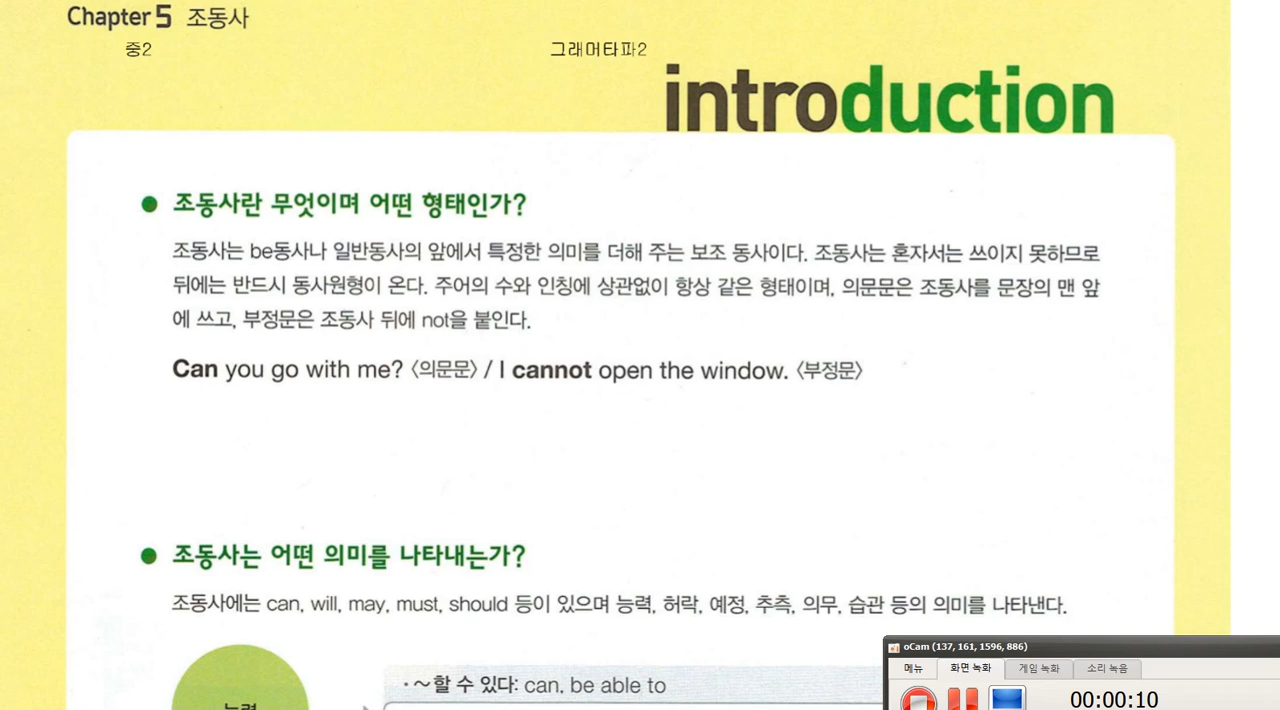 Chapter 5 조동사
중2
그래머타파2
introduction
조동사란 무엇이며 어떤 형태인가?
조동사는 be동사나 일반동사의 앞에서 특정한 의미를 더해 주는 보조 동사이다. 조동사는 혼자서는 쓰이지 못하므로
뒤에는 반드시 동사원형이 온다. 주어의 수와 인칭에 상관없이 항상 같은 형태이며, 의문문은 조동사를 문장의 맨 앞
에 쓰고, 부정문은 조동사 뒤에 not을 붙인다.
Can you go with me? 〈의문문〉 / I cannot open the window. 〈부정문〉
조동사는 어떤 의미를 나타내는가?
조동사에는 can, will, may, must, should 등이 있으며 능력, 허락, 예정, 추측, 의무, 습관 등의 의미를 나타낸다.
· ~할 수 있다: can, be able to
oCam (137, 161, 1596, 886)
메뉴 화면 녹화 게임 녹화 소리 녹음
00:00:10